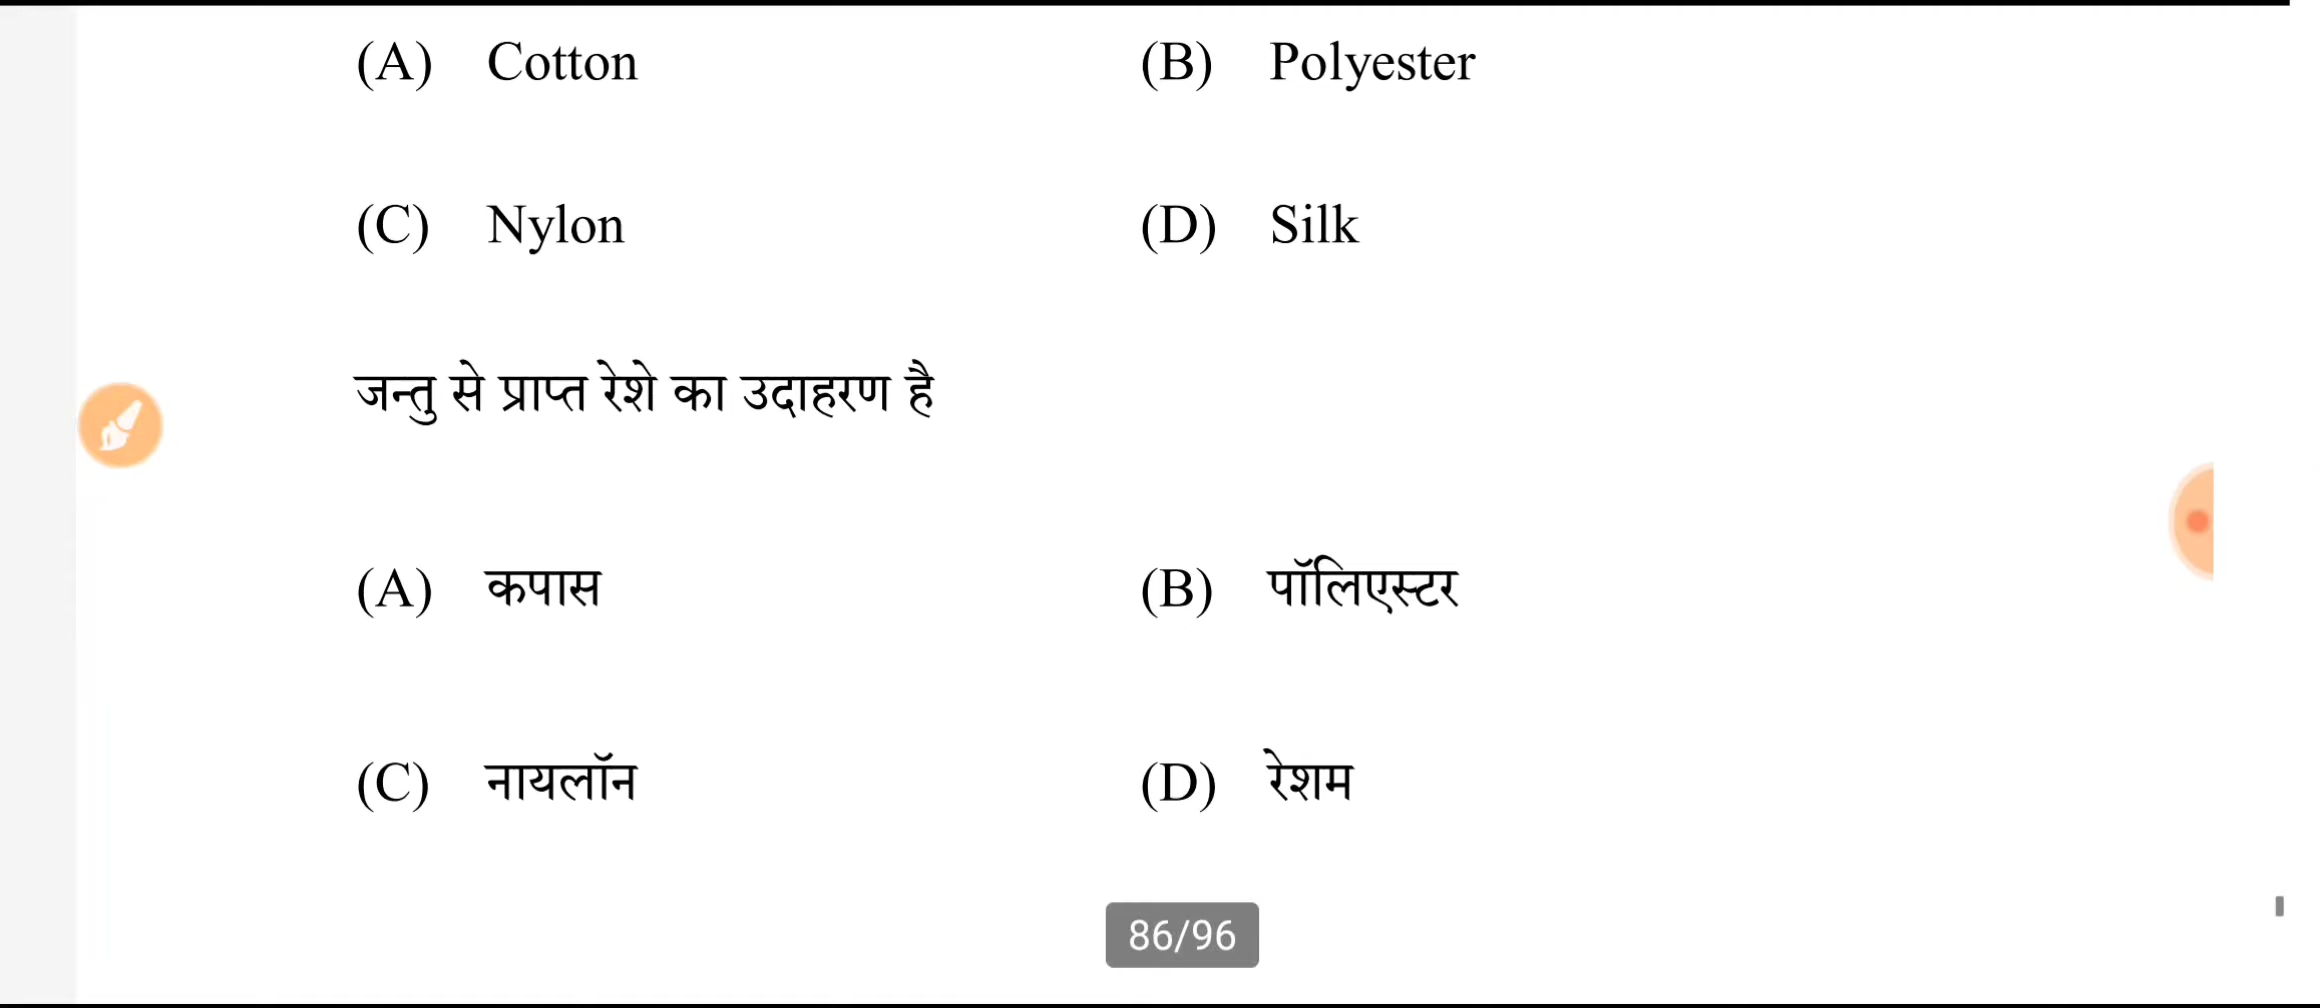 (A) Cotton (B) Polyester
(C) Nylon (D) Silk
जन्तु से प्राप्त रेशे का उदाहरण है
(A) कपास (B) पॉलिएस्टर
(C) नायलॉन (D) रेशम
86/96